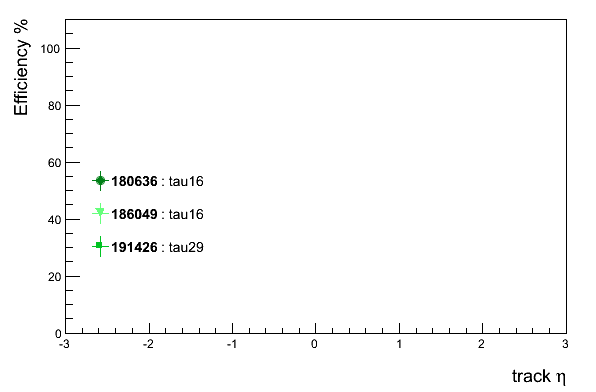 Efficiency %
100
80
60
40
20
0
180636 : tau16
186049 : tau16
191426 : tau29
-3 -2 -1 0 1 2 3
track η